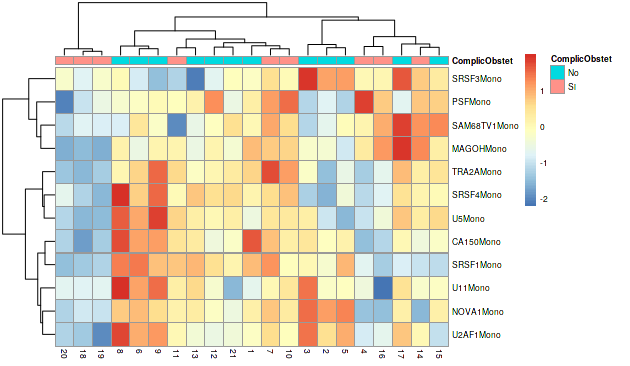 ComplicObstet
SRSF3Mono
PSFMono
SAM68TV1Mono
MAGOHMono
TRA2AMono
SRSF4Mono
U5Mono
CA150Mono
SRSF1Mono
U11Mono
NOVA1Mono
U2AF1Mono
20 18 19 8 6 9 11 13 12 21 1 7 10 3 2 5 4 16 17 14 15
1
0
-1
-2
ComplicObstet
No
SI